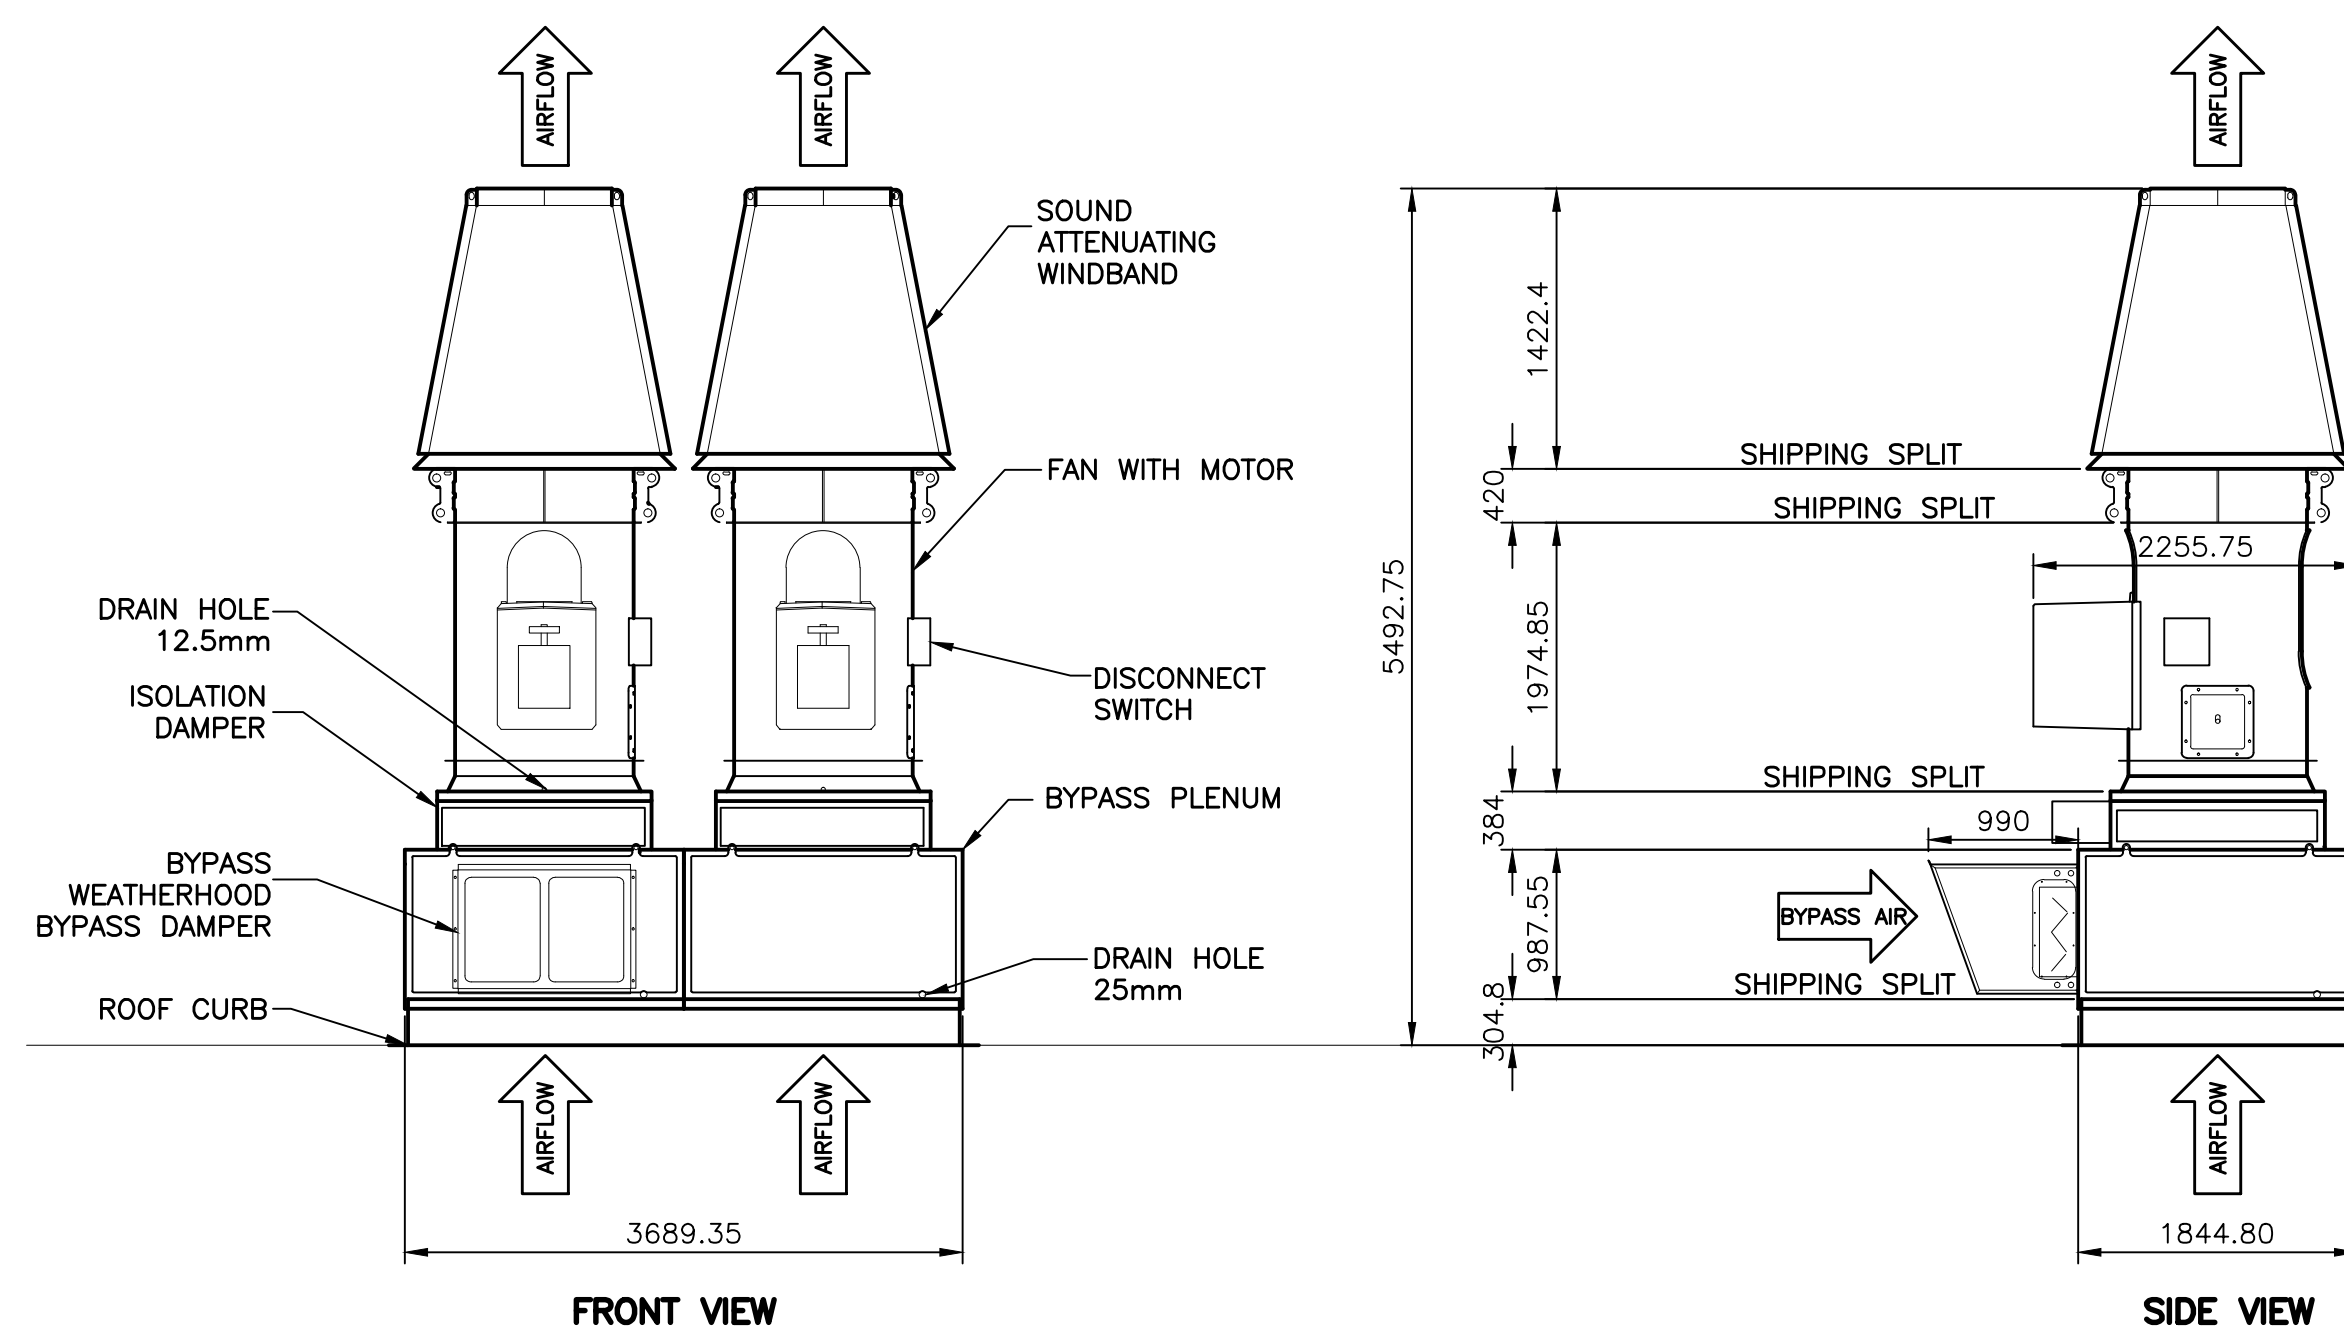 AIRFLOW
AIRFLOW
AIRFLOW
SOUND
ATTENUATING
WINDBAND
FAN WITH MOTOR
DRAIN HOLE
12.5mm
ISOLATION
DAMPER
DISCONNECT
SWITCH
BYPASS PLENUM
BYPASS
WEATHERHOOD
BYPASS DAMPER
DRAIN HOLE
25mm
ROOF CURB
AIRFLOW
AIRFLOW
3689.35
FRONT VIEW
5492.75
1422.4
420
1974.85
384
987.55
304.8
SHIPPING SPLIT
SHIPPING SPLIT
2255.75
SHIPPING SPLIT
990
BYPASS AIR
SHIPPING SPLIT
AIRFLOW
1844.80
SIDE VIEW